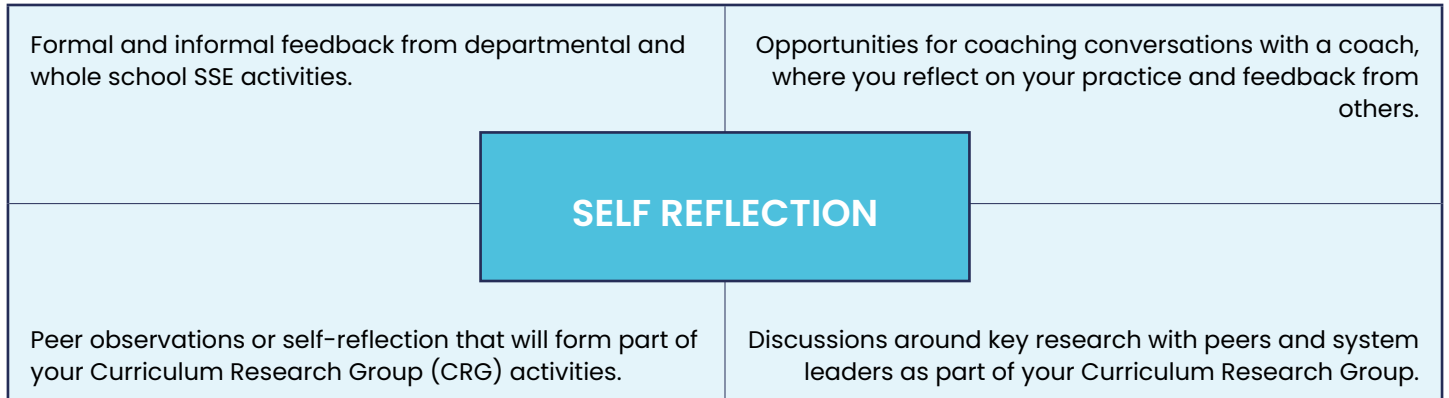 Formal and informal feedback from departmental and
whole school SSE activities.
Opportunities for coaching conversations with a coach,
where you reflect on your practice and feedback from
others.
SELF REFLECTION
Peer observations or self-reflection that will form part of
your Curriculum Research Group (CRG) activities.
Discussions around key research with peers and system
leaders as part of your Curriculum Research Group.